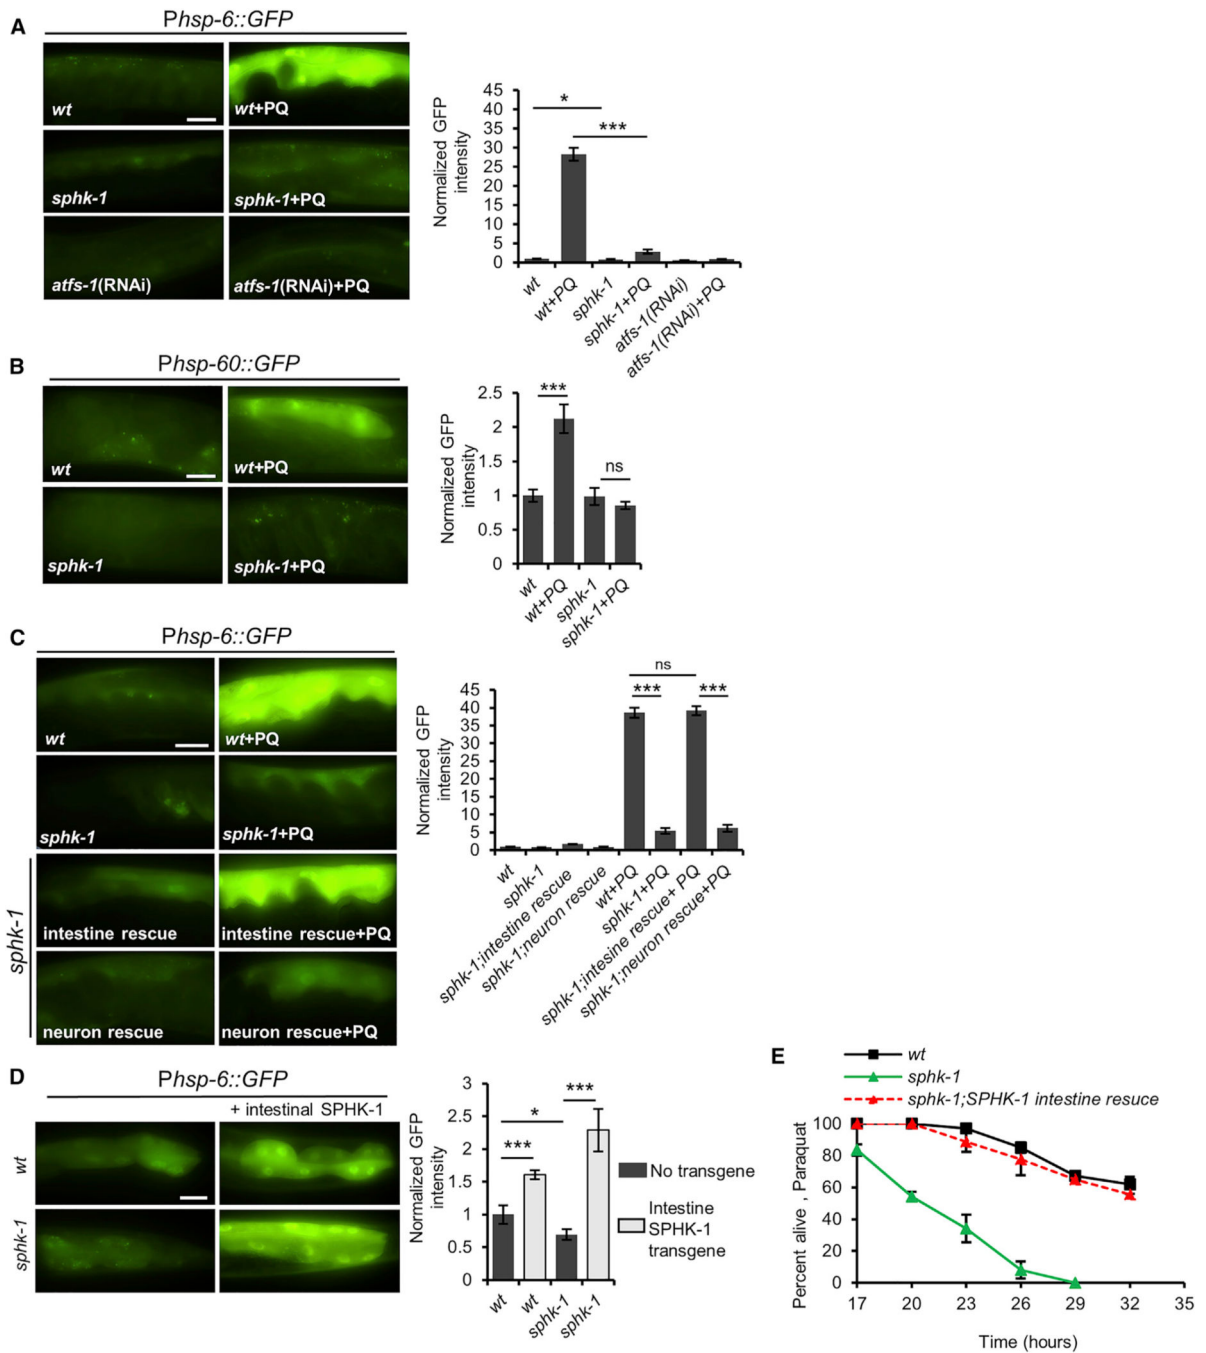 A
Phsp-6::GFP
wt
wt+PQ
sphk-1
sphk-1+PQ
atfs-1(RNAi)
atfs-1(RNAi)+PQ
Normalized GFP
intensity
45
40
35
30
25
20
15
10
5
0
*
***
wt
wt+PQ
sphk-1
sphk-1+PQ
atfs-1(RNAi)
atfs-1(RNAi)+PQ
B
Phsp-60::GFP
wt
wt+PQ
sphk-1
sphk-1+PQ
Normalized GFP
intensity
2.5
2
1.5
1
0.5
0
***
ns
wt
wt+PQ
sphk-1
sphk-1+PQ
C
Phsp-6::GFP
wt
wt+PQ
sphk-1
sphk-1+PQ
sphk-1
intestine rescue
intestine rescue+PQ
neuron rescue
neuron rescue+PQ
Normalized GFP
intensity
45
40
35
30
25
20
15
10
5
0
ns
***
***
wt
sphk-1
sphk-1;intestine rescue
sphk-1;neuron rescue
wt+PQ
sphk-1+PQ
sphk-1;intesine rescue+ PQ
sphk-1;neuron rescue+PQ
D
Phsp-6::GFP
+ intestinal SPHK-1
wt
sphk-1
Normalized GFP
intensity
3
2.5
2
1.5
1
0.5
0
***
*
***
wt
wt
sphk-1
sphk-1
No transgene
Intestine
SPHK-1
transgene
E
wt
sphk-1
sphk-1;SPHK-1 intestine resuce
Percent alive , Paraquat
100
80
60
40
20
0
17 20 23 26 29 32 35
Time (hours)